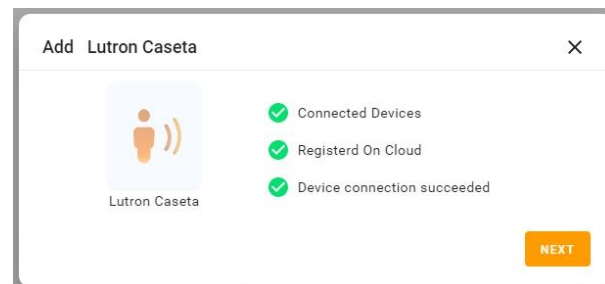 Add Lutron Caseta
Connected Devices
Registerd On Cloud
Device connection succeeded
Lutron Caseta
NEXT